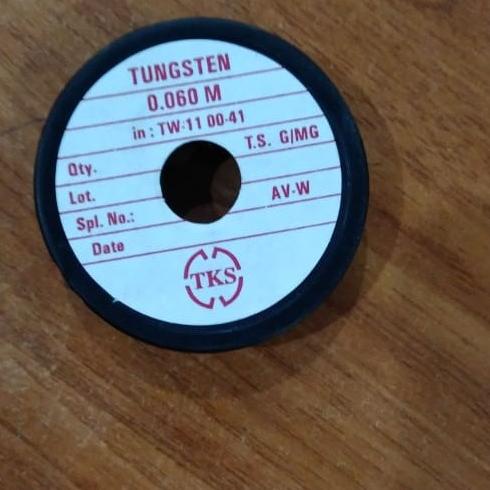 TUNGSTEN
0.060 M
in : TW-11 00-41
T.S. G/MG
Qty.
Lot.
AV-W
Spl. No.:
Date
TKS